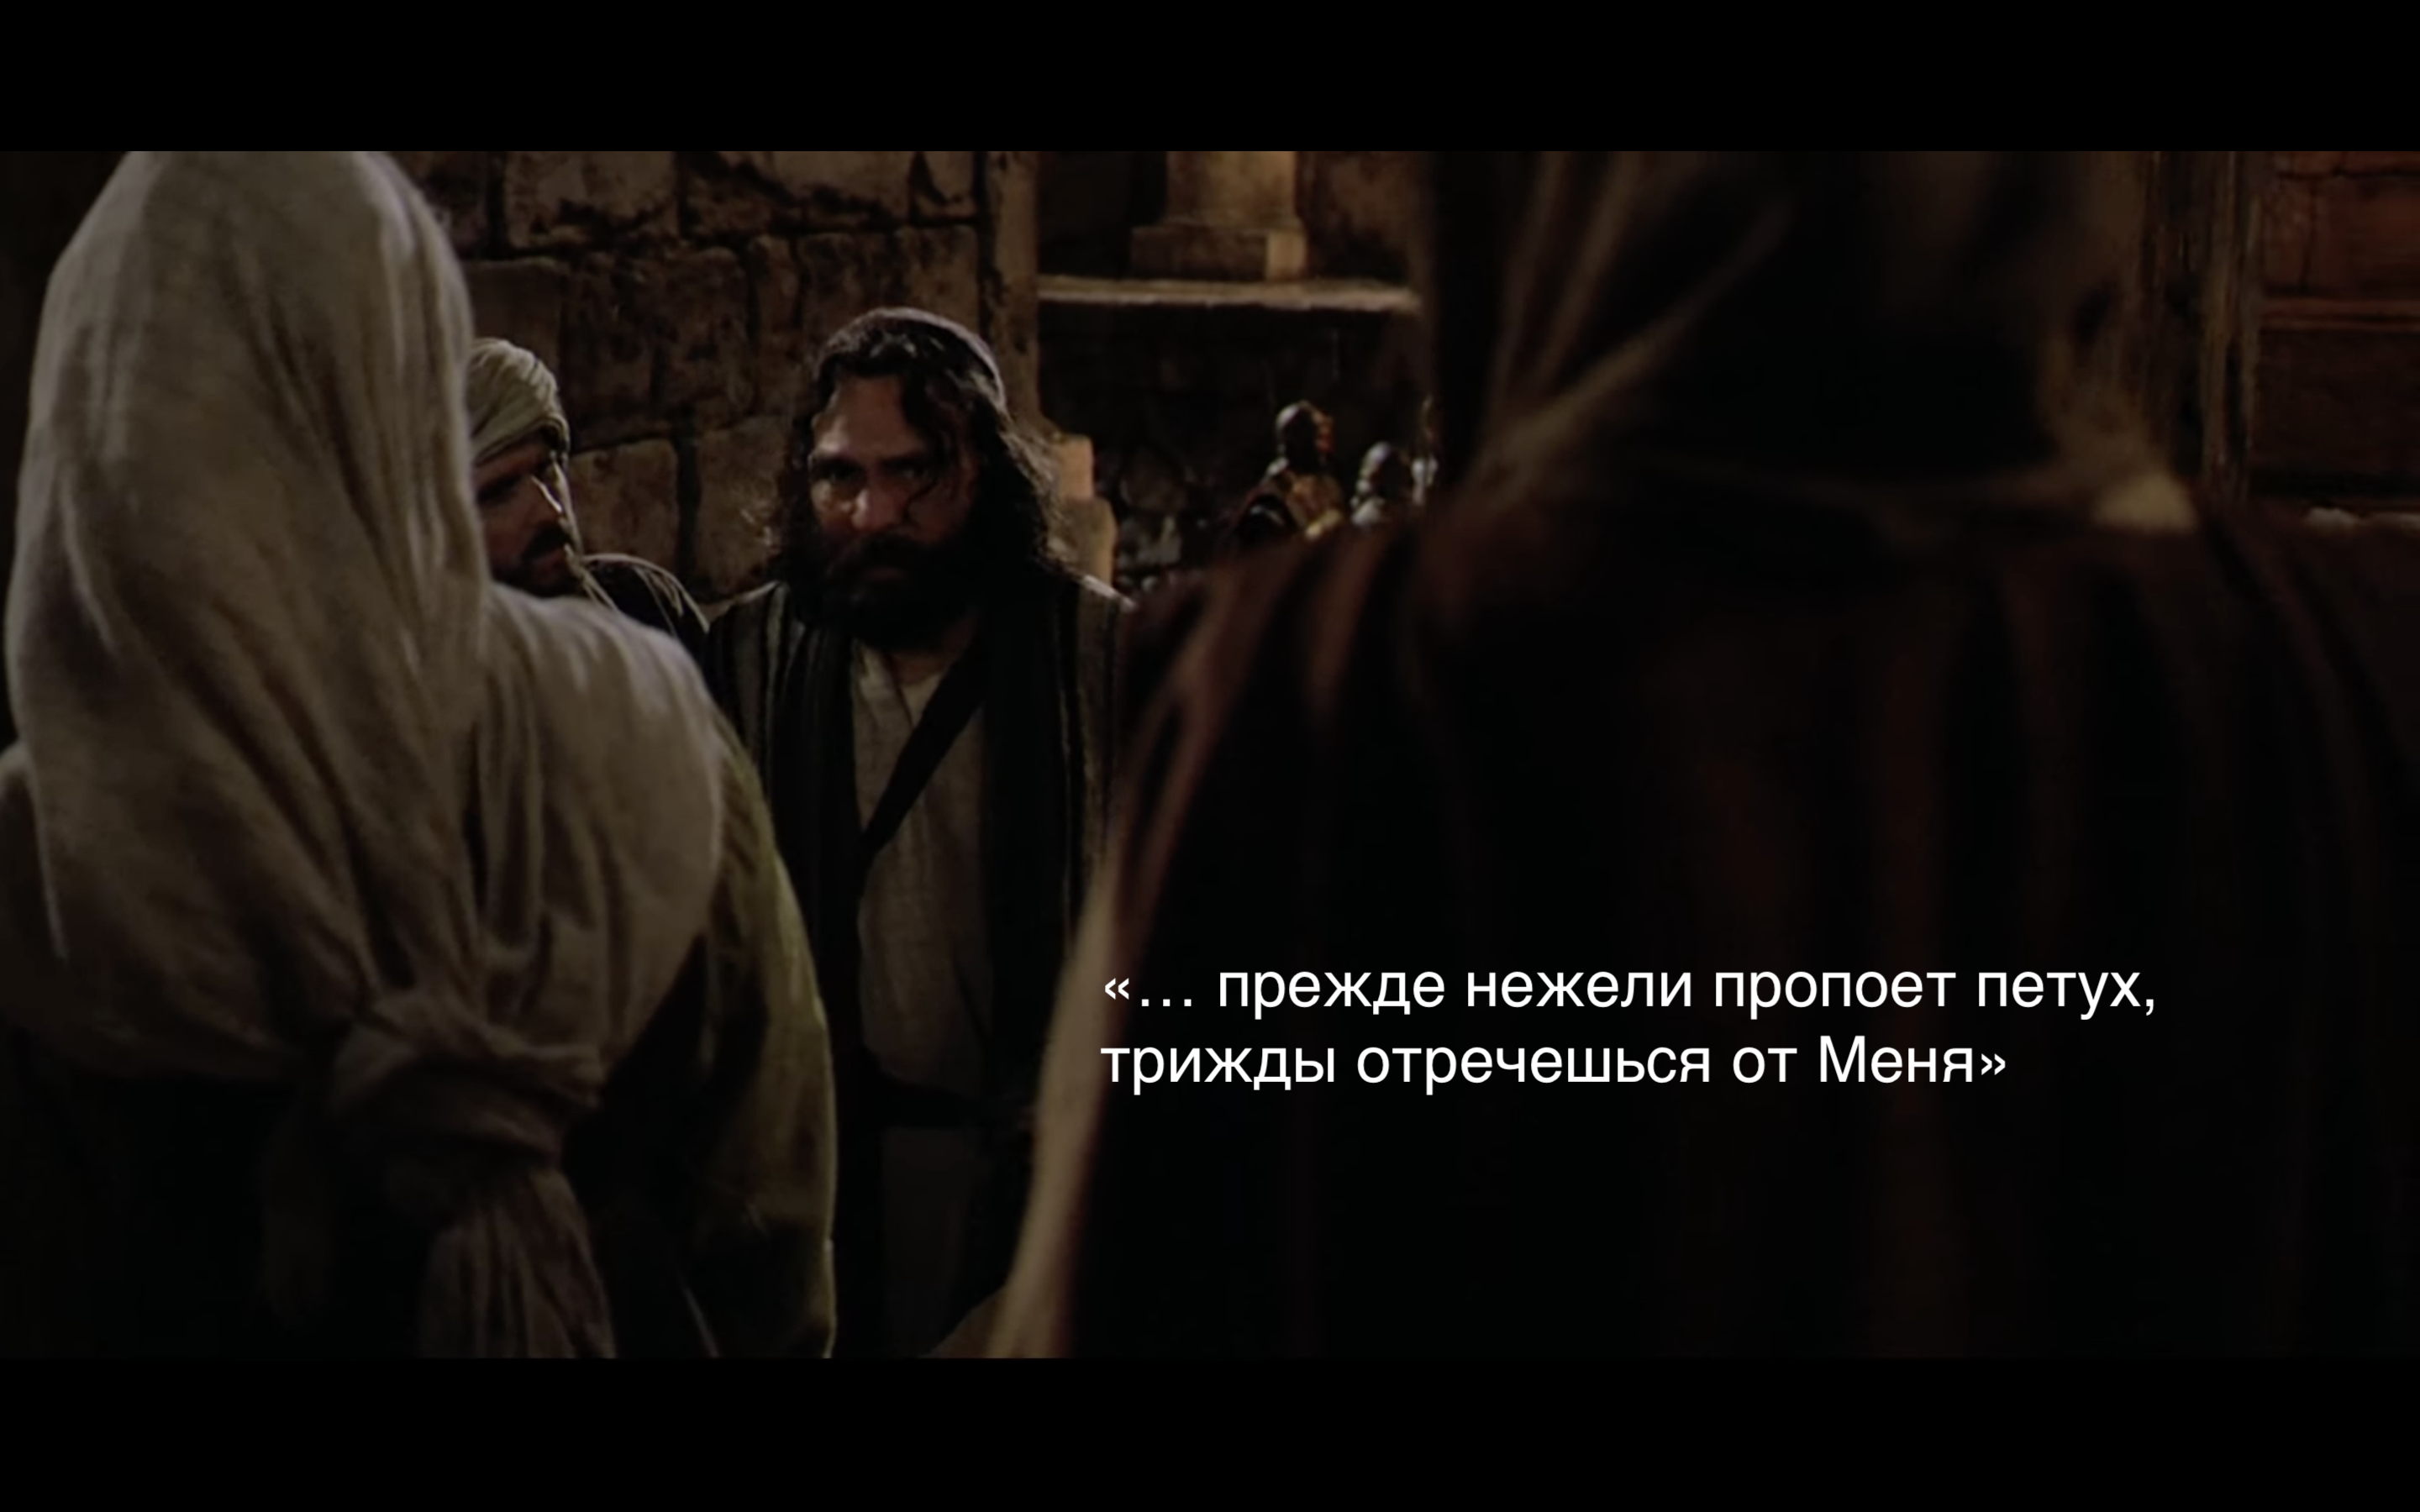 «… прежде нежели пропоет петух,
трижды отречешься от Меня»